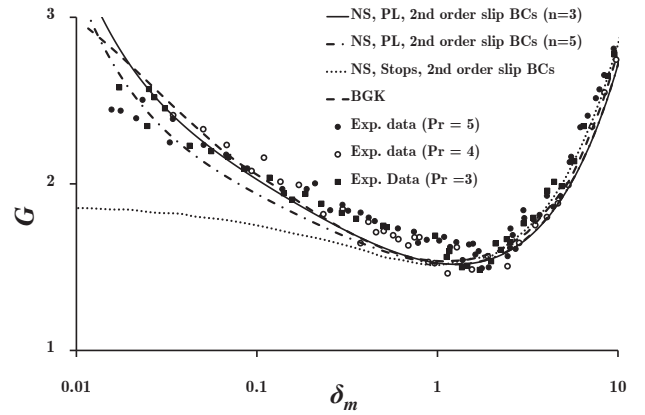 3
NS, PL, 2nd order slip BCs (n=3)
NS, PL, 2nd order slip BCs (n=5)
NS, Stops, 2nd order slip BCs
BGK
Exp. data (Pr = 5)
Exp. data (Pr = 4)
Exp. Data (Pr =3)
2
G
1
0.01 0.1 1 10
δm